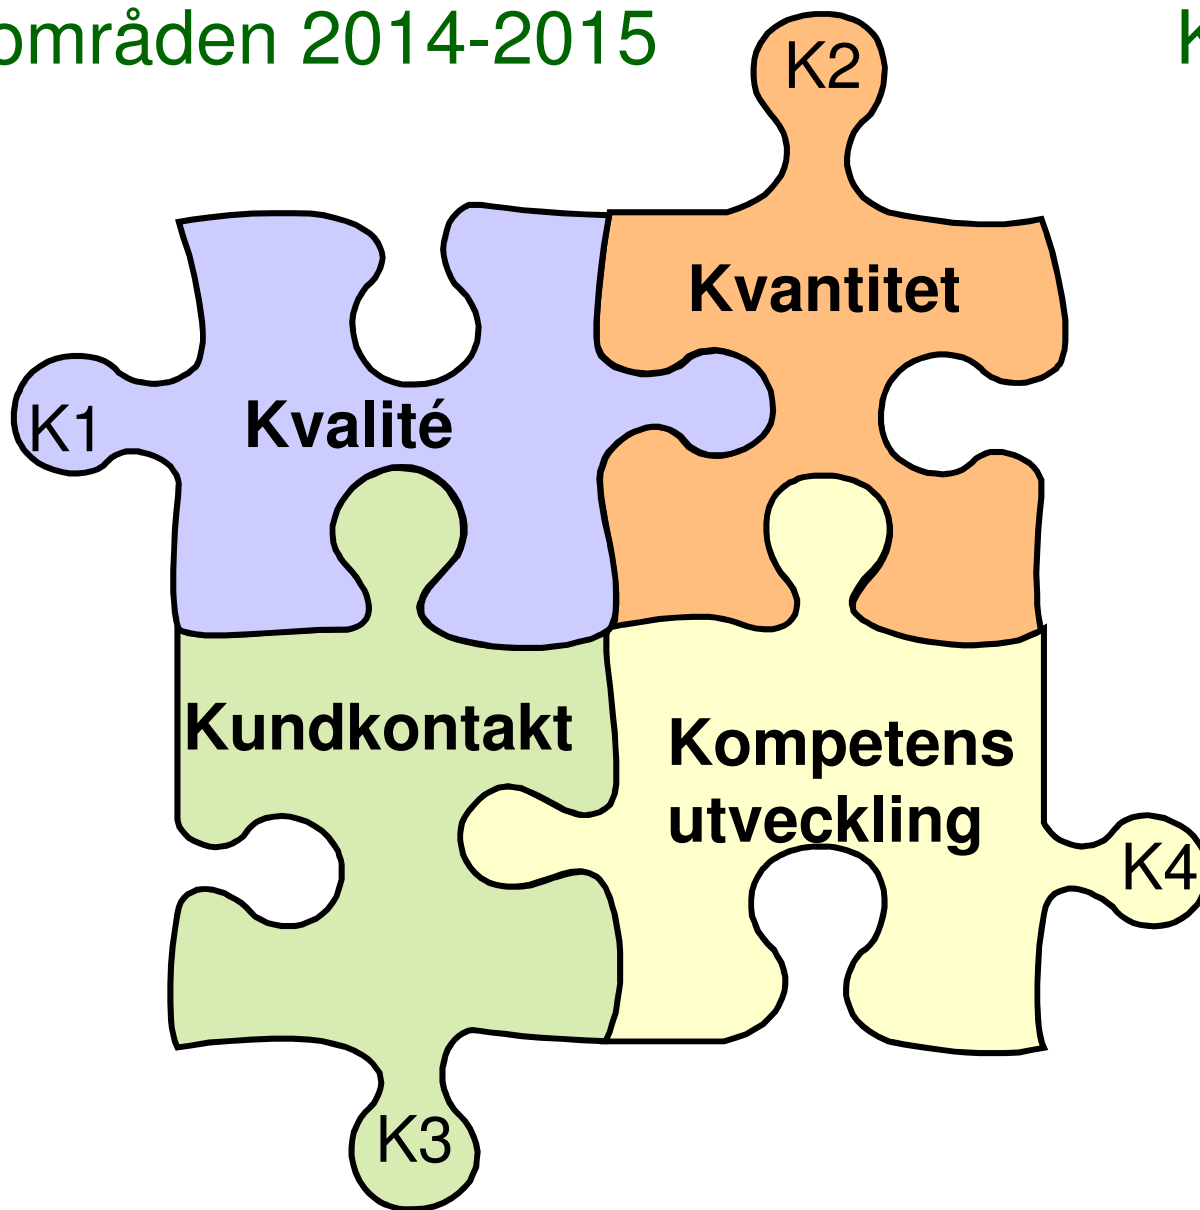 områden 2014-2015
K
K2
Kvantitet
K1
Kvalité
Kundkontakt
Kompetens
utveckling
K4
K3